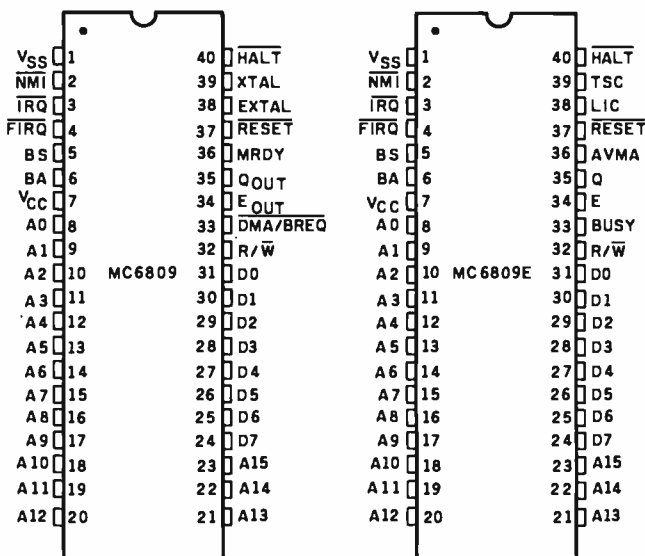 VSS 1 40 HALT
NMI 2 39 XTAL
IRQ 3 38 EXTAL
FIRQ 4 37 RESET
BS 5 36 MRDY
BA 6 35 QOUT
VCC 7 34 EOUT
A0 8 33 DMA/BREQ
A1 9 32 R/W
A2 10 MC6809 31 D0
A3 11 30 D1
A4 12 29 D2
A5 13 28 D3
A6 14 27 D4
A7 15 26 D5
A8 16 25 D6
A9 17 24 D7
A10 18 23 A15
A11 19 22 A14
A12 20 21 A13
VSS 1 40 HALT
NMI 2 39 TSC
IRQ 3 38 LIC
FIRQ 4 37 RESET
BS 5 36 AVMA
BA 6 35 Q
VCC 7 34 E
A0 8 33 BUSY
A1 9 32 R/W
A2 10 MC6809E 31 D0
A3 11 30 D1
A4 12 29 D2
A5 13 28 D3
A6 14 27 D4
A7 15 26 D5
A8 16 25 D6
A9 17 24 D7
A10 18 23 A15
A11 19 22 A14
A12 20 21 A13